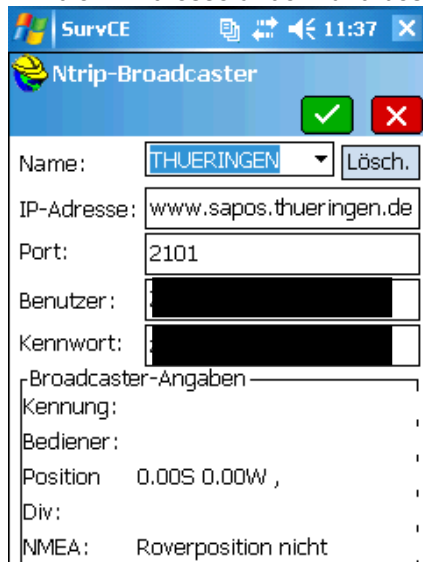 SurvCE 11:37
Ntrip-Broadcaster
Name: THUERINGEN Lösch.
IP-Adresse: www.sapos.thueringen.de
Port: 2101
Benutzer:
Kennwort:
Broadcaster-Angaben
Kennung:
Bediener:
Position 0.00S 0.00W ,
Div:
NMEA: Roverposition nicht